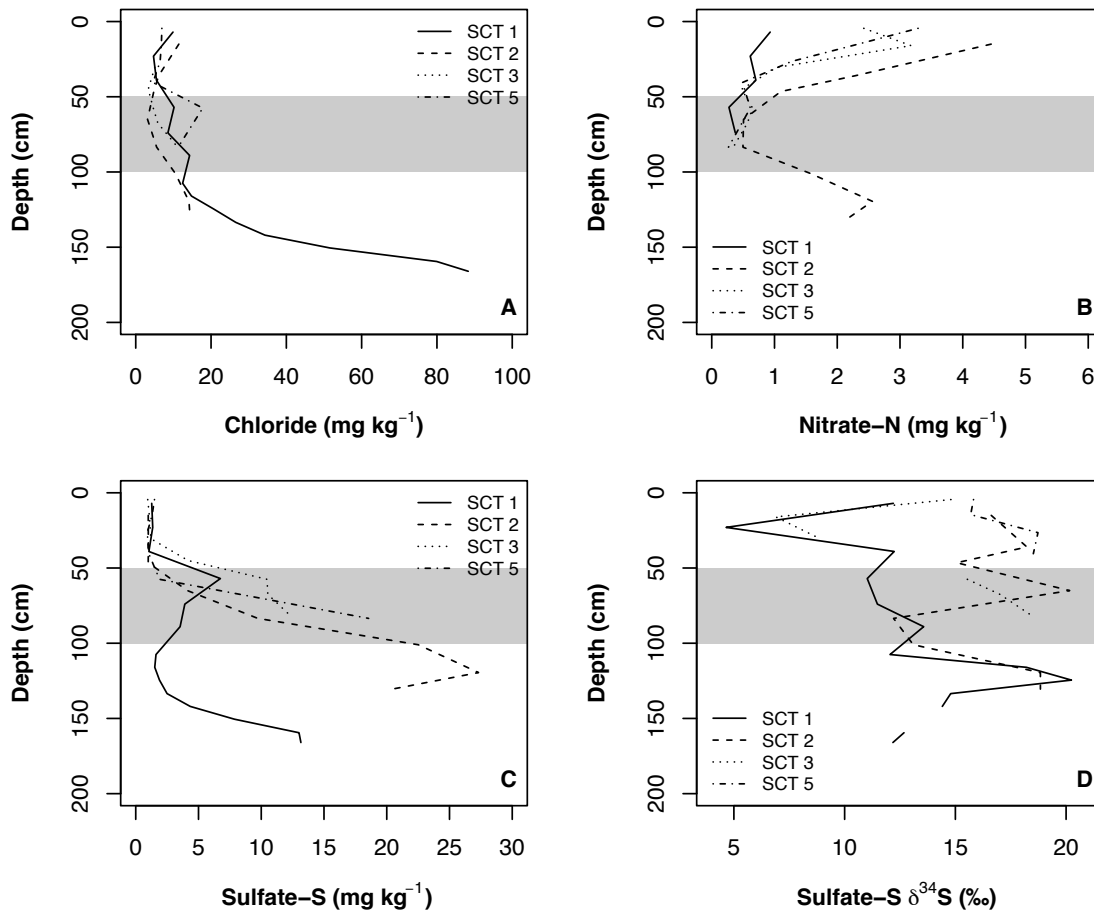 0
50
100
150
200
Depth (cm)
SCT 1
SCT 2
SCT 3
SCT 5
A
0 20 40 60 80 100
Chloride (mg kg⁻¹)
0
50
100
150
200
Depth (cm)
SCT 1
SCT 2
SCT 3
SCT 5
B
0 1 2 3 4 5 6
Nitrate−N (mg kg⁻¹)
0
50
100
150
200
Depth (cm)
SCT 1
SCT 2
SCT 3
SCT 5
C
0 5 10 15 20 25 30
Sulfate−S (mg kg⁻¹)
0
50
100
150
200
Depth (cm)
SCT 1
SCT 2
SCT 3
SCT 5
D
5 10 15 20
Sulfate−S δ³⁴S (‰)